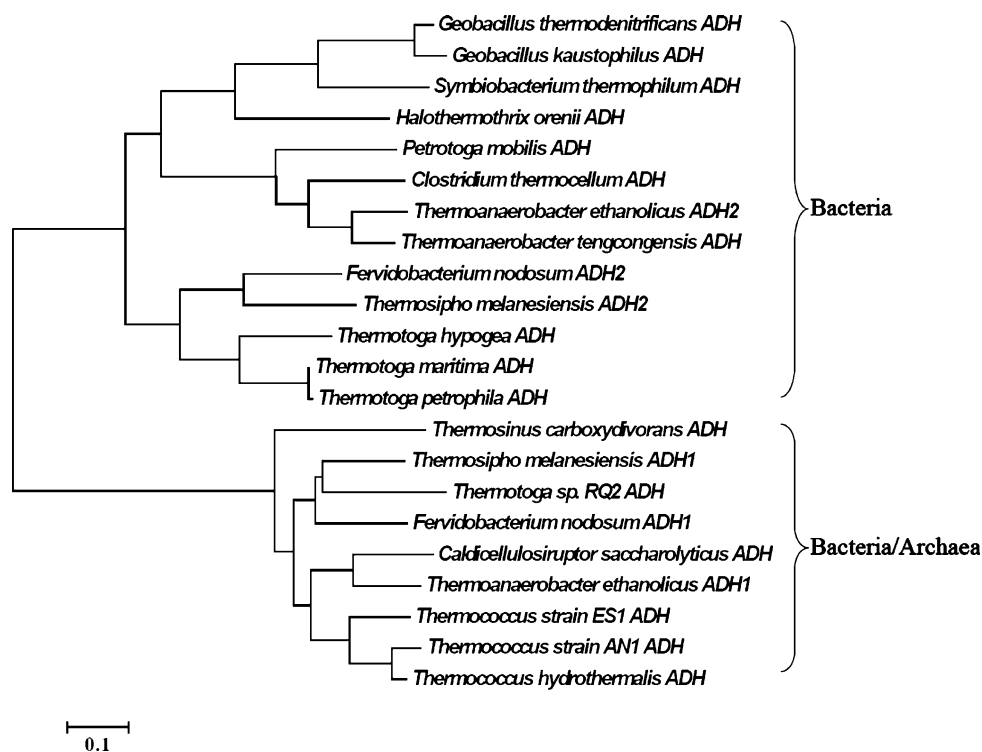 Geobacillus thermodenitrificans ADH
Geobacillus kaustophilus ADH
Symbiobacterium thermophilum ADH
Halothermothrix orenii ADH
Petrotoga mobilis ADH
Clostridium thermocellum ADH
Thermoanaerobacter ethanolicus ADH2
Thermoanaerobacter tengcongensis ADH
Fervidobacterium nodosum ADH2
Thermosipho melanesiensis ADH2
Thermotoga hypogea ADH
Thermotoga maritima ADH
Thermotoga petrophila ADH
Bacteria
Thermosinus carboxydivorans ADH
Thermosipho melanesiensis ADH1
Thermotoga sp. RQ2 ADH
Fervidobacterium nodosum ADH1
Caldicellulosiruptor saccharolyticus ADH
Thermoanaerobacter ethanolicus ADH1
Thermococcus strain ES1 ADH
Thermococcus strain AN1 ADH
Thermococcus hydrothermalis ADH
Bacteria/Archaea
0.1